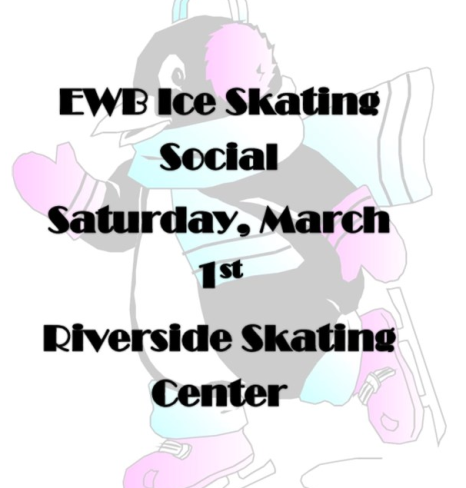 EWB Ice Skating
Social
Saturday, March
1st
Riverside Skating
Center